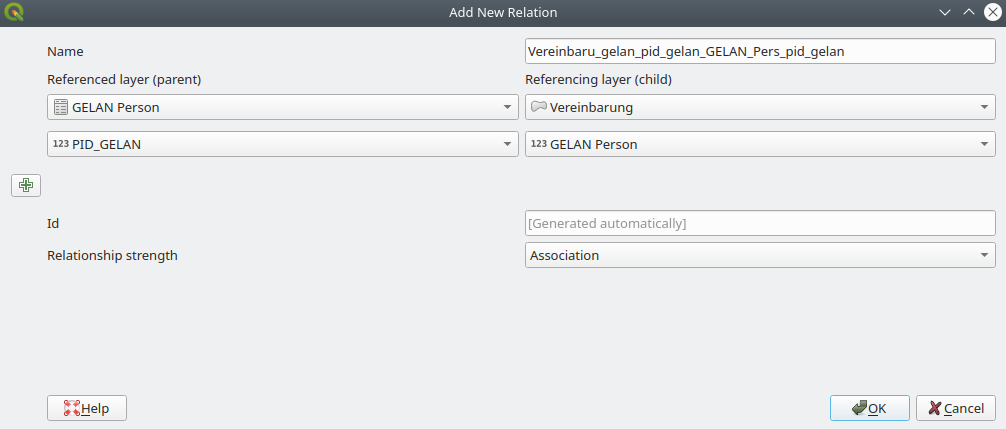 Add New Relation
Name
Vereinbaru_gelan_pid_gelan_GELAN_Pers_pid_gelan
Referenced layer (parent)
Referencing layer (child)
GELAN Person
Vereinbarung
123 PID_GELAN
123 GELAN Person
Id
[Generated automatically]
Relationship strength
Association
Help
OK
Cancel